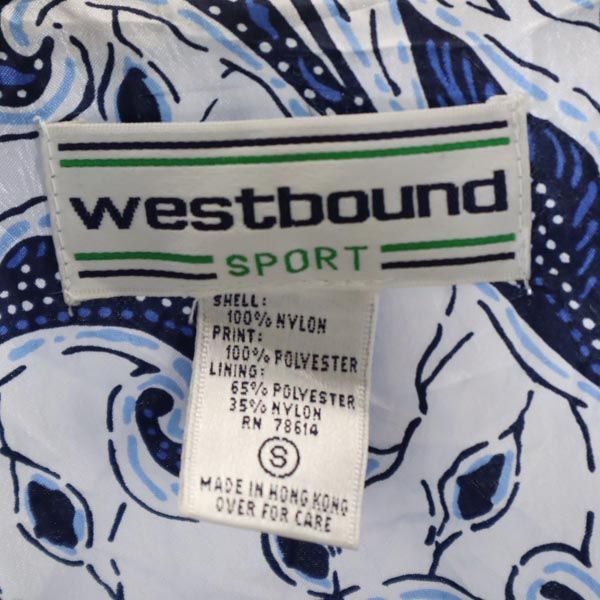 westbound
SPORT
SHELL:
100% NYLON
PRINT:
100% POLYESTER
LINING:
65% POLYESTER
35% NYLON
RN 78614
S
MADE IN HONG KONG
OVER FOR CARE